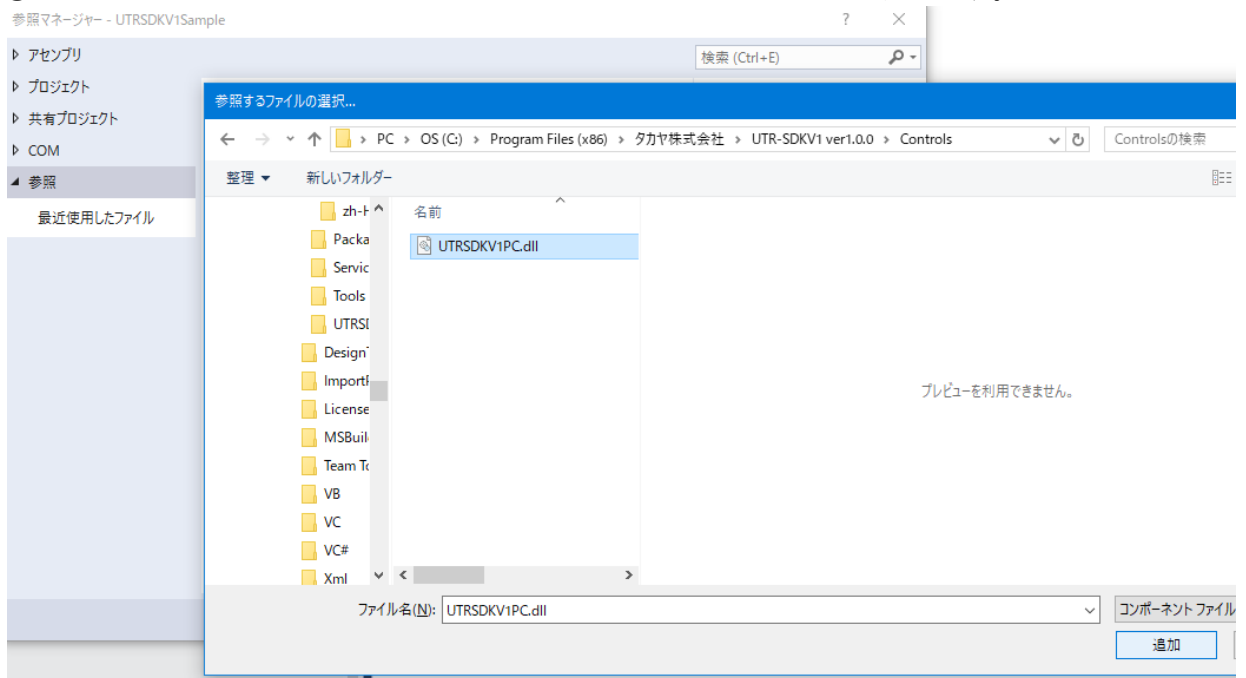 参照マネージャー - UTRSDKV1Sample
? ×
アセンブリ
検索 (Ctrl+E)
プロジェクト
共有プロジェクト
COM
参照
最近使用したファイル
参照するファイルの選択...
PC > OS (C:) > Program Files (x86) > タカヤ株式会社 > UTR-SDKV1 ver1.0.0 > Controls
Controlsの検索
整理 新しいフォルダー
名前
UTRSDKV1PC.dll
zh-H
Packa
Servic
Tools
UTRSD
Design
Import
License
MSBuil
Team To
VB
VC
VC#
Xml
プレビューを利用できません。
ファイル名(N): UTRSDKV1PC.dll
コンポーネント ファイル
追加